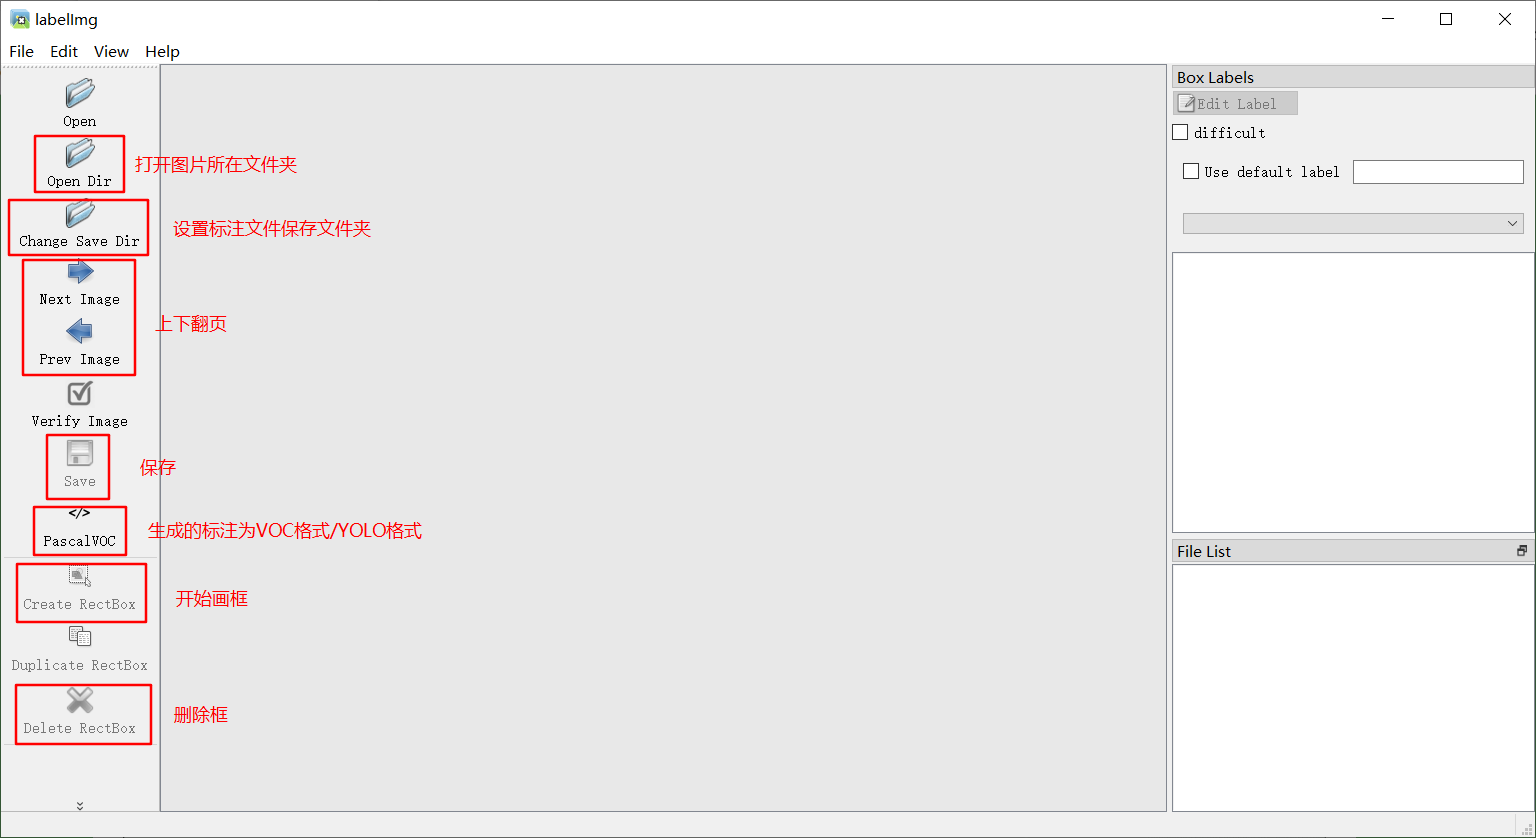 labelImg
File Edit View Help
Open
Open Dir
打开图片所在文件夹
Change Save Dir
设置标注文件保存文件夹
Next Image
上下翻页
Prev Image
Verify Image
Save
保存
</>
PascalVOC
生成的标注为VOC格式/YOLO格式
Create RectBox
开始画框
Duplicate RectBox
Delete RectBox
删除框
Box Labels
Edit Label
difficult
Use default label
File List